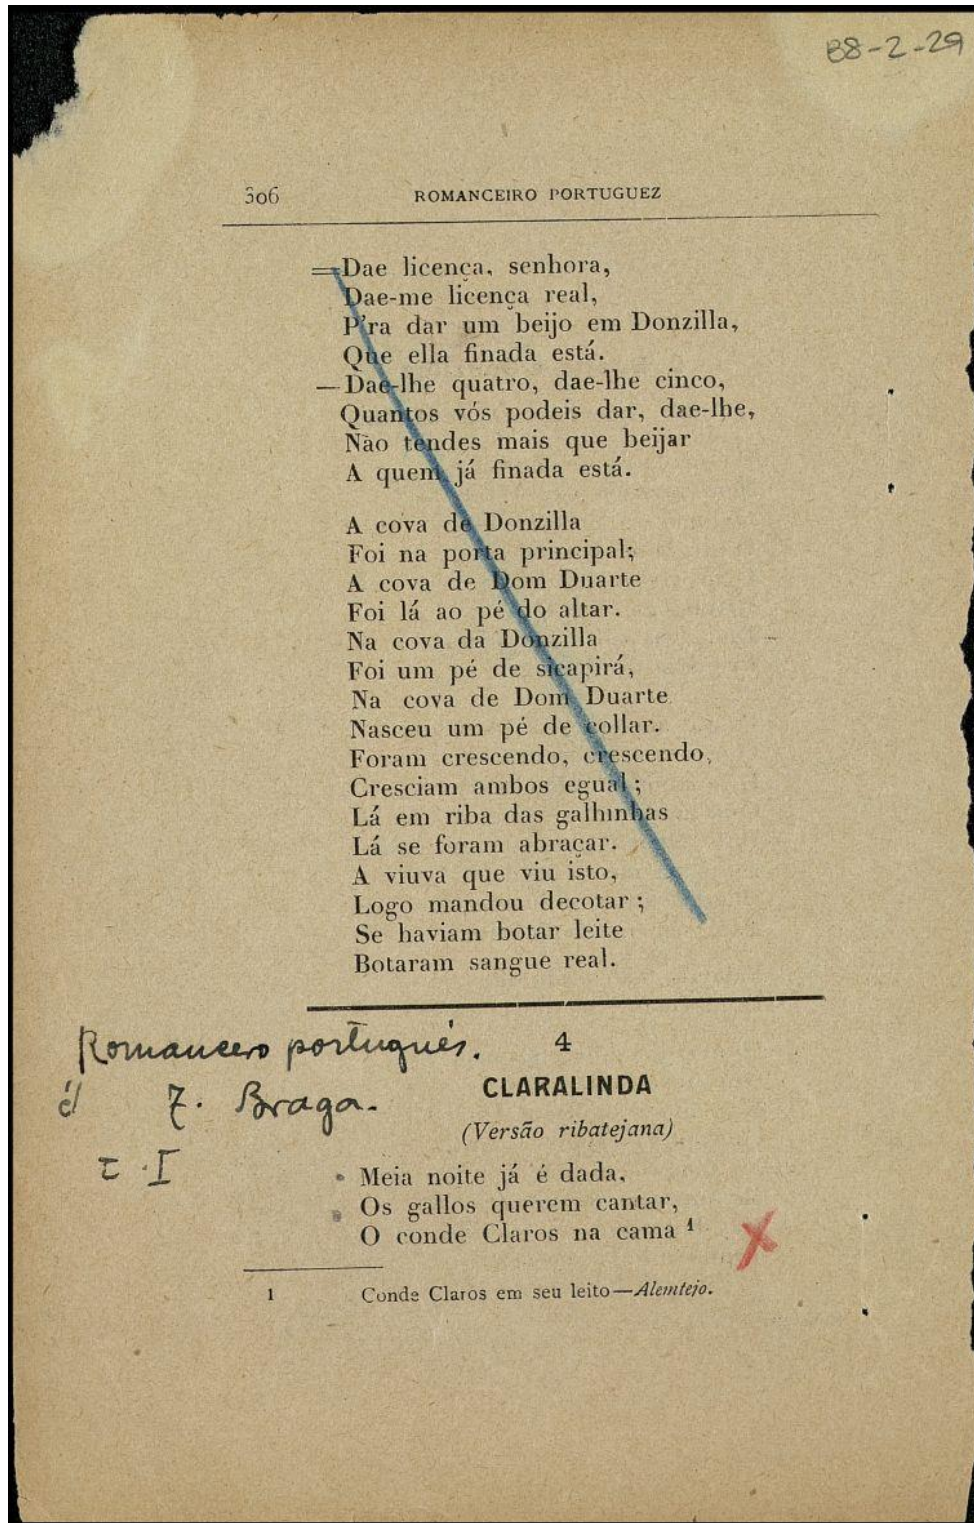 B8-2-29
306 ROMANCEIRO PORTUGUEZ
=Dae licença, senhora,
Dae-me licença real,
P'ra dar um beijo em Donzilla,
Que ella finada está.
—Dae-lhe quatro, dae-lhe cinco,
Quantos vós podeis dar, dae-lhe,
Não tendes mais que beijar
A quem já finada está.
A cova de Donzilla
Foi na porta principal;
A cova de Dom Duarte
Foi lá ao pé do altar.
Na cova da Donzilla
Foi um pé de sicapirá,
Na cova de Dom Duarte
Nasceu um pé de collar.
Foram crescendo, crescendo,
Cresciam ambos egual;
Lá em riba das galhinhas
Lá se foram abraçar.
A viuva que viu isto,
Logo mandou decotar;
Se haviam botar leite
Botaram sangue real.
Romancero portugués.
4
CLARALINDA
Braga.
(Versão ribatejana)
t. I
Meia noite já é dada,
Os gallos querem cantar,
O conde Claros na cama 1
1 Conde Claros em seu leito—Alemtejo.